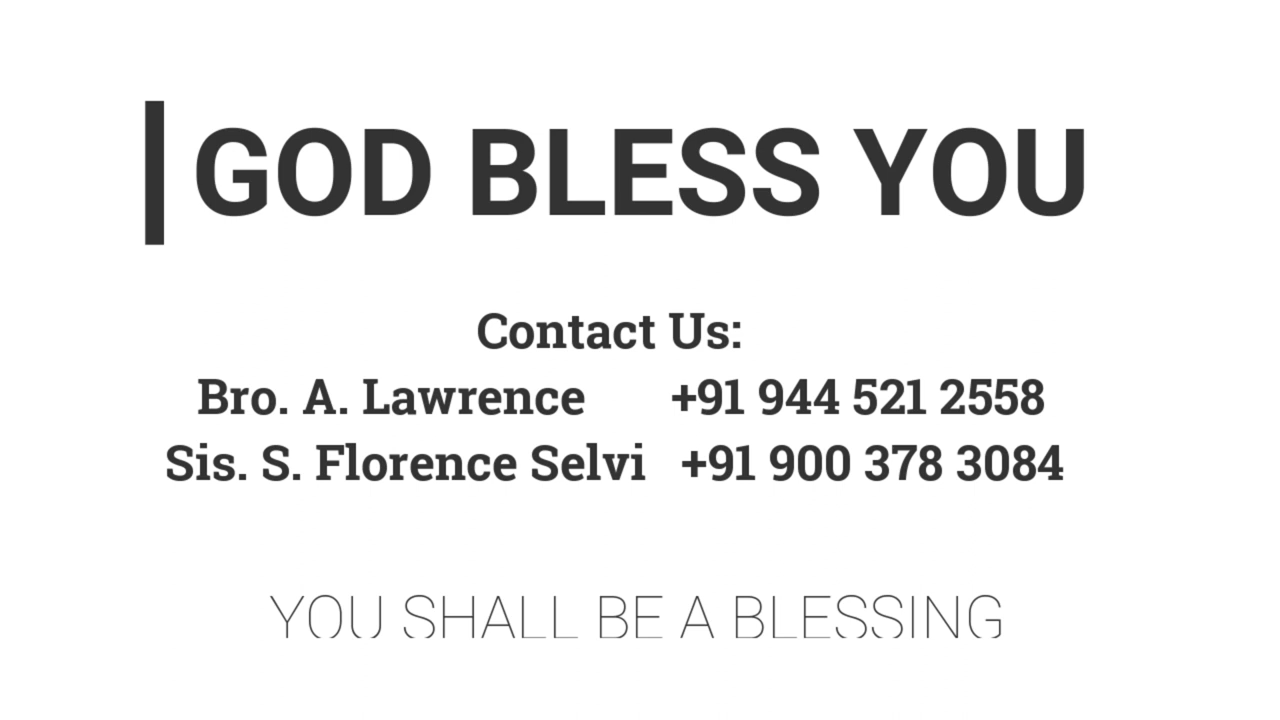 GOD BLESS YOU
Contact Us:
Bro. A. Lawrence +91 944 521 2558
Sis. S. Florence Selvi +91 900 378 3084
YOU SHALL BE A BLESSING